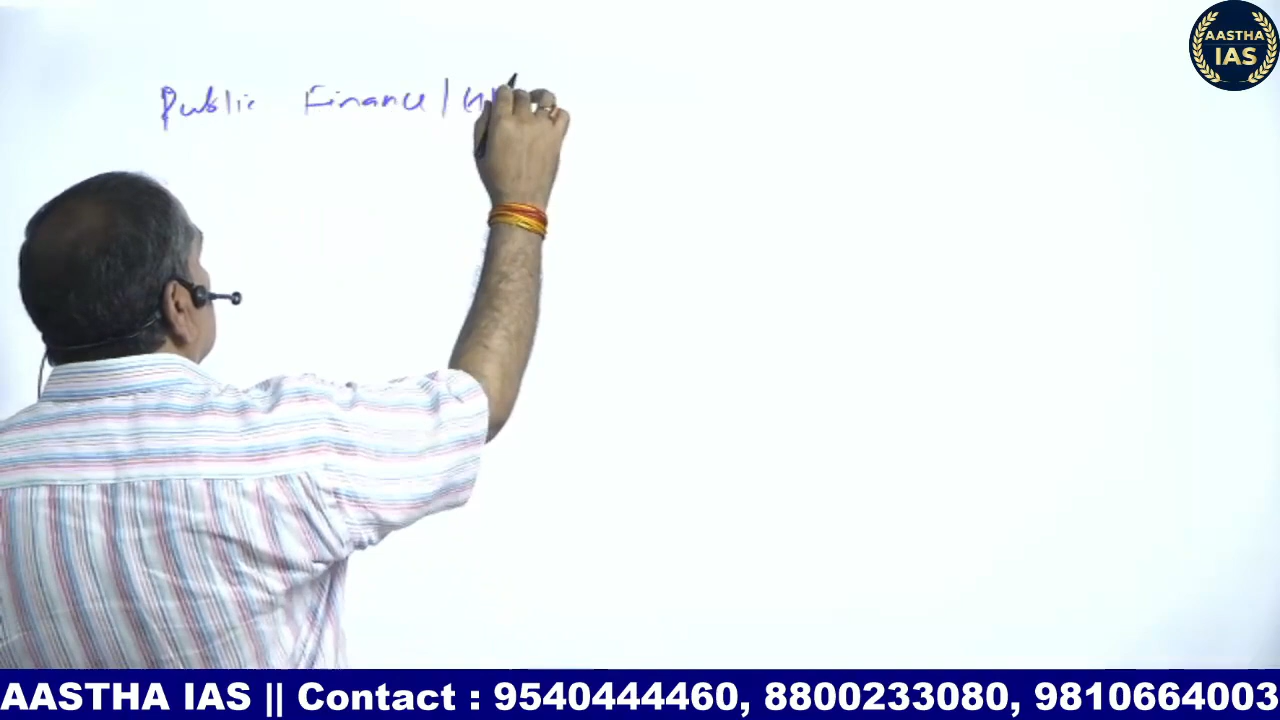 AASTHA
IAS
Public Finance /
AASTHA IAS || Contact : 9540444460, 8800233080, 9810664003